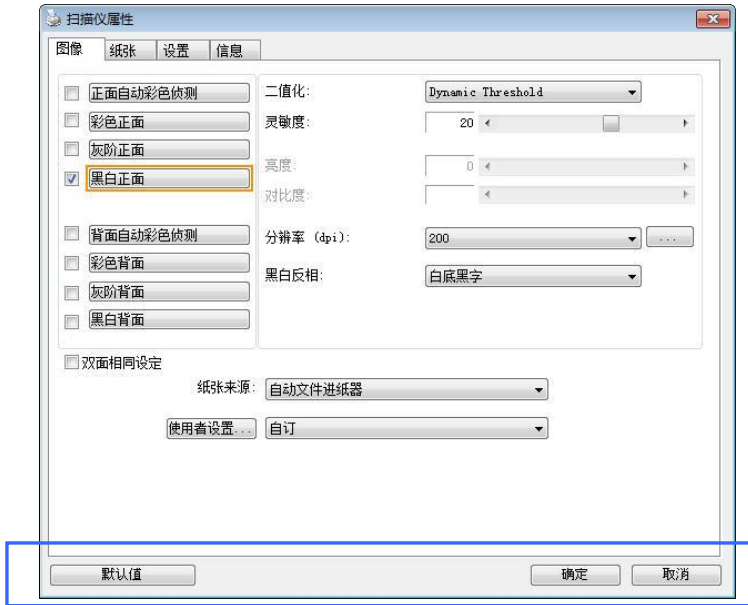 扫描仪属性
图像 纸张 设置 信息
正面自动彩色侦测
彩色正面
灰阶正面
黑白正面
背面自动彩色侦测
彩色背面
灰阶背面
黑白背面
二值化: Dynamic Threshold
灵敏度: 20
亮度: 0
对比度:
分辨率 (dpi): 200 ...
黑白反相: 白底黑字
双面相同设定
纸张来源: 自动文件进纸器
使用者设置... 自订
默认值 确定 取消